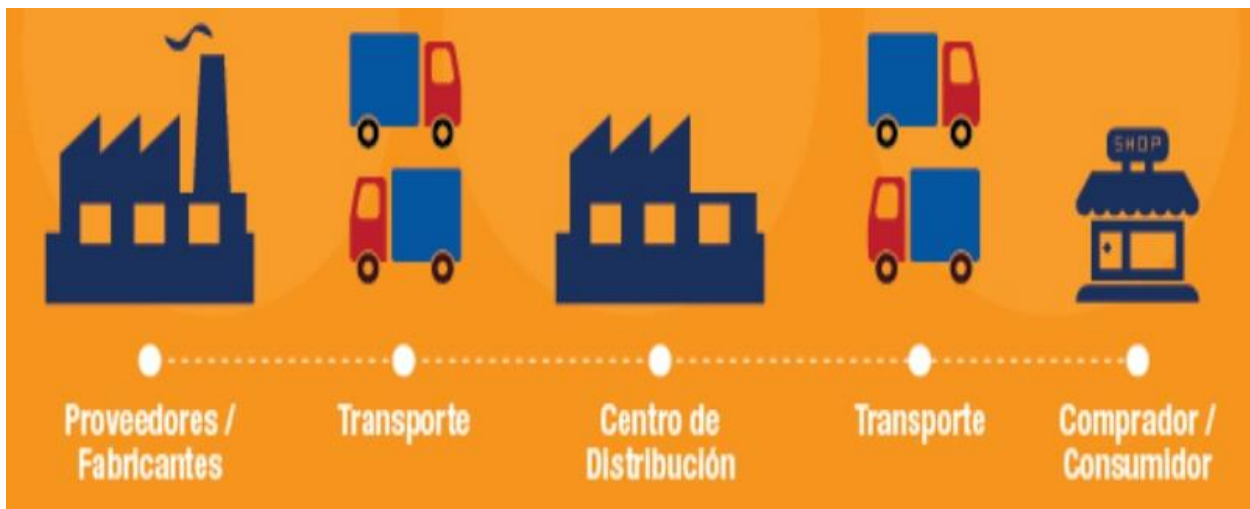 SHOP
Proveedores /
Fabricantes
Transporte
Centro de
Distribución
Transporte
Comprador /
Consumidor